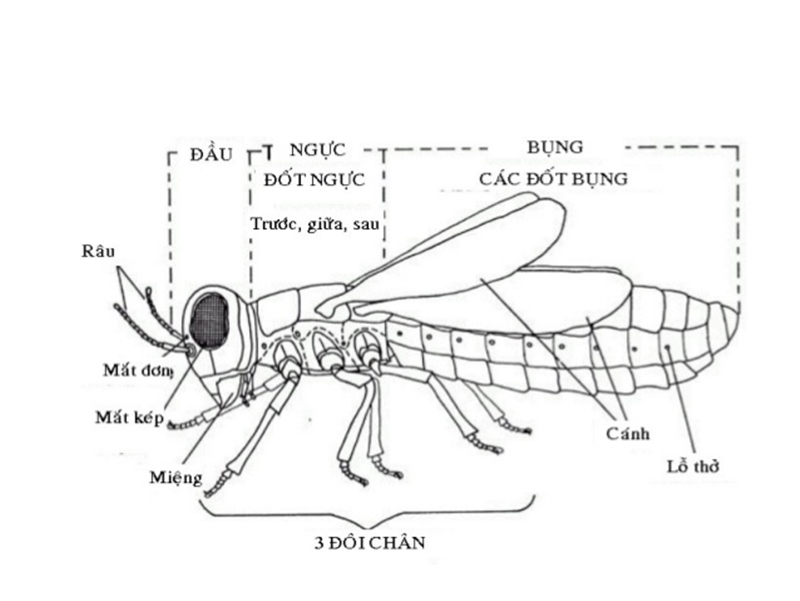 ĐẦU
T NGỰC
BỤNG
ĐỐT NGỰC
CÁC ĐỐT BỤNG
Trước, giữa, sau
Râu
Mắt đơn
Mắt kép
Miệng
Cánh
Lỗ thở
3 ĐÔI CHÂN